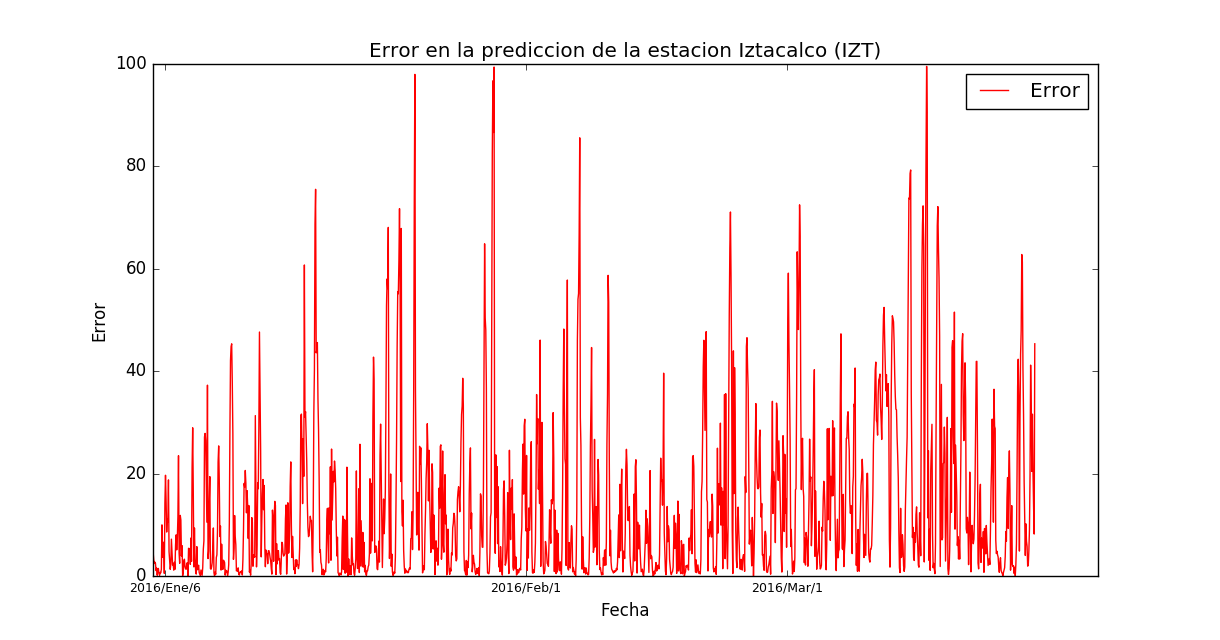 Error en la prediccion de la estacion Iztacalco (IZT)
100
80
60
40
20
0
Error
Error
2016/Ene/6
2016/Feb/1
2016/Mar/1
Fecha